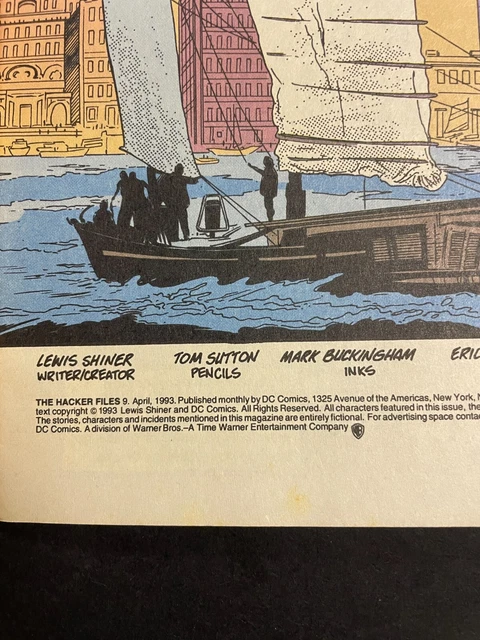 LEWIS SHINER TOM SUTTON MARK BUCKINGHAM ERIC
WRITER/CREATOR PENCILS INKS
THE HACKER FILES 9. April, 1993. Published monthly by DC Comics, 1325 Avenue of the Americas, New York, N
text copyright © 1993 Lewis Shiner and DC Comics. All Rights Reserved. All characters featured in this issue, the
The stories, characters and incidents mentioned in this magazine are entirely fictional. For advertising space conta
DC Comics. A division of Warner Bros.–A Time Warner Entertainment Company